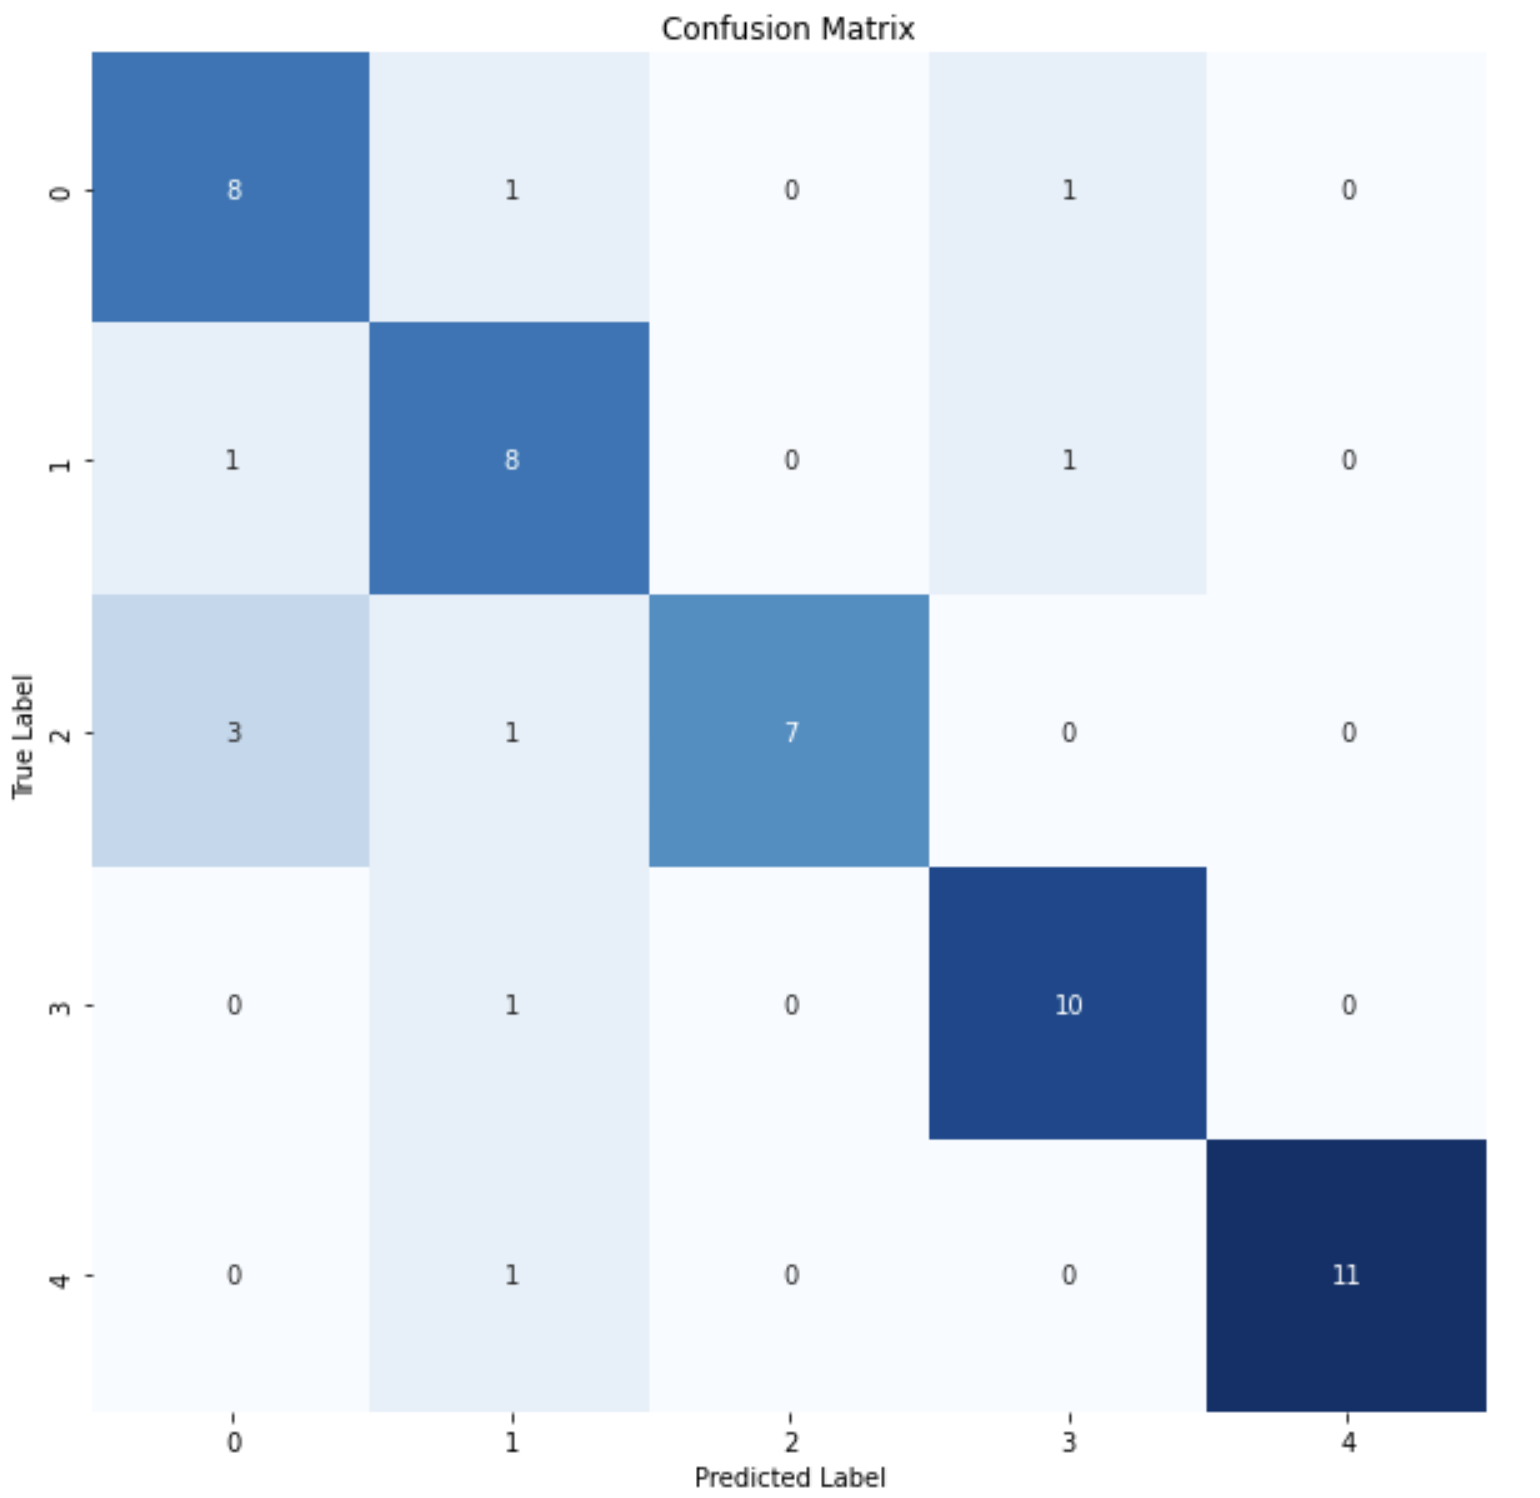 Confusion Matrix
0 8 1 0 1 0
1 1 8 0 1 0
2 3 1 7 0 0
3 0 1 0 10 0
4 0 1 0 0 11
True Label
0 1 2 3 4
Predicted Label